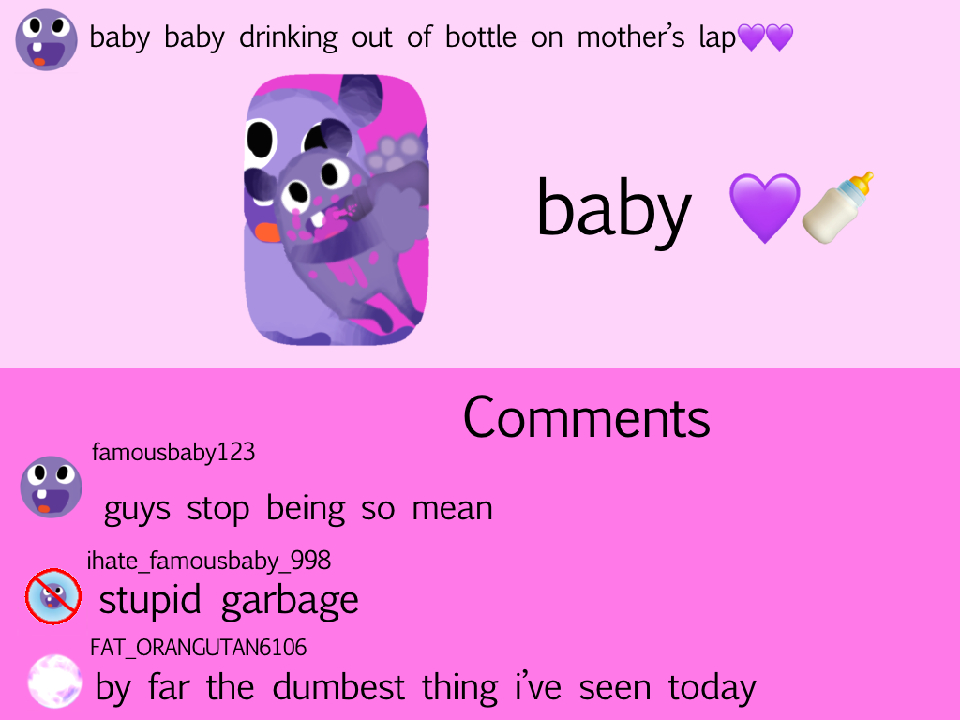 baby baby drinking out of bottle on mother's lap💜💜
baby 💜🍼
Comments
famousbaby123
guys stop being so mean
ihate_famousbaby_998
stupid garbage
FAT_ORANGUTAN6106
by far the dumbest thing i've seen today